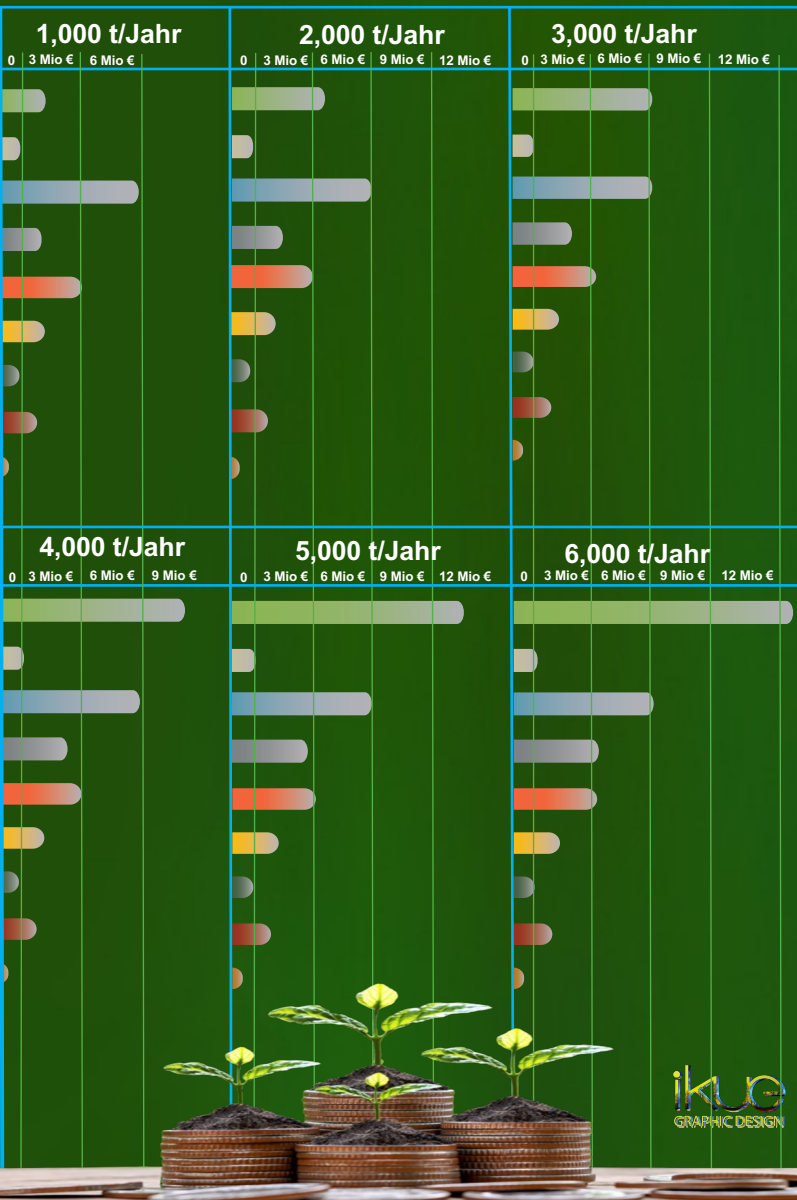 1,000 t/Jahr
0 3 Mio € 6 Mio €
2,000 t/Jahr
0 3 Mio € 6 Mio € 9 Mio € 12 Mio €
3,000 t/Jahr
0 3 Mio € 6 Mio € 9 Mio € 12 Mio €
4,000 t/Jahr
0 3 Mio € 6 Mio € 9 Mio €
5,000 t/Jahr
0 3 Mio € 6 Mio € 9 Mio € 12 Mio €
6,000 t/Jahr
0 3 Mio € 6 Mio € 9 Mio € 12 Mio €
ikUG
GRAPHIC DESIGN